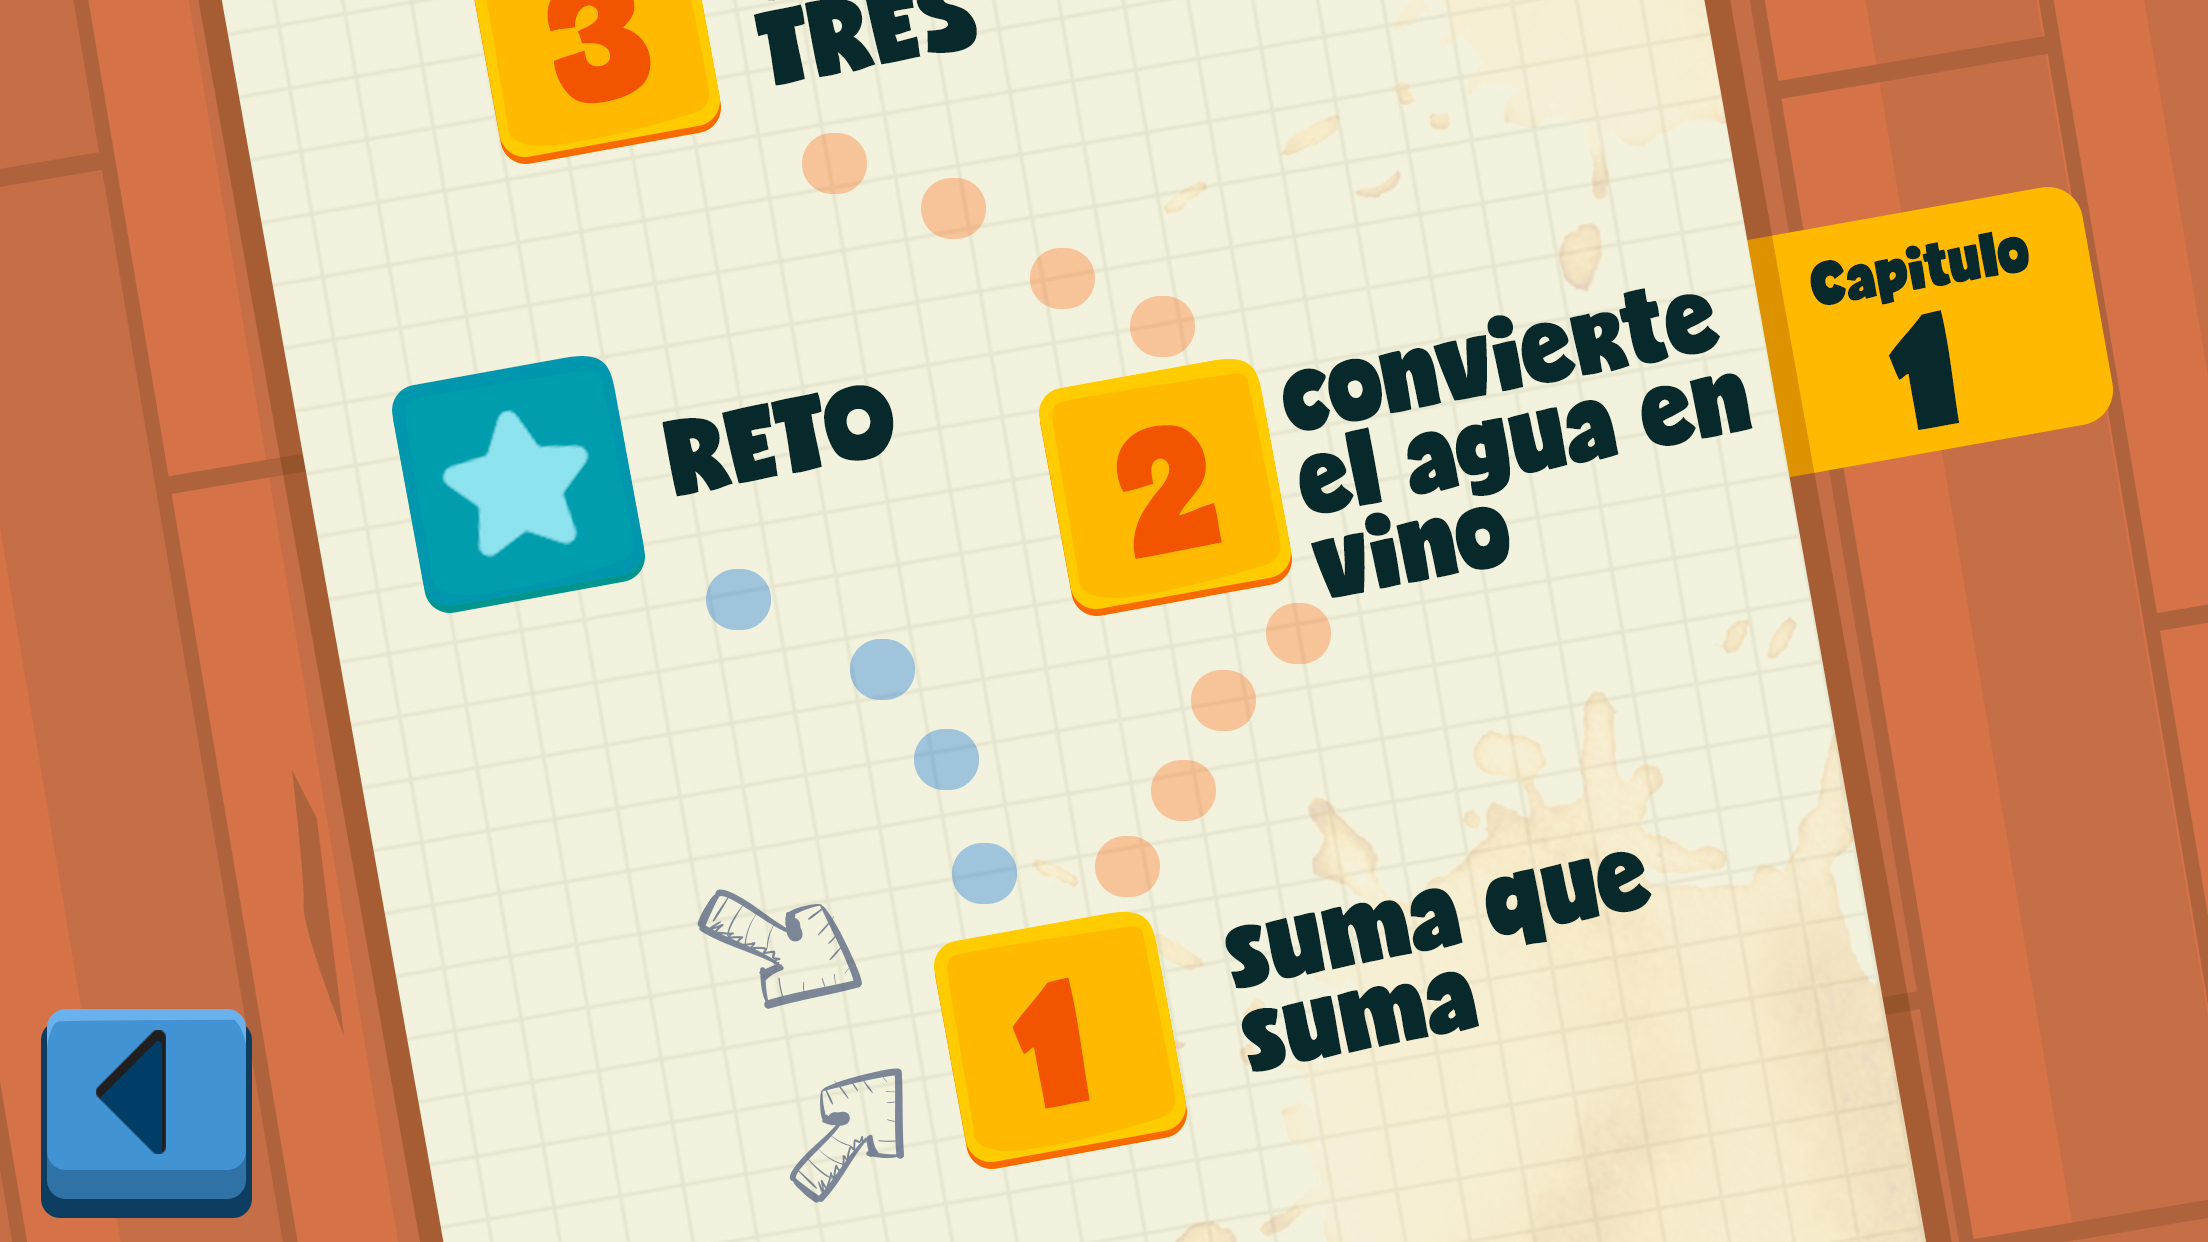 3
TRES
Capitulo
1
RETO
2
convierte
el agua en
vino
1
suma que
suma